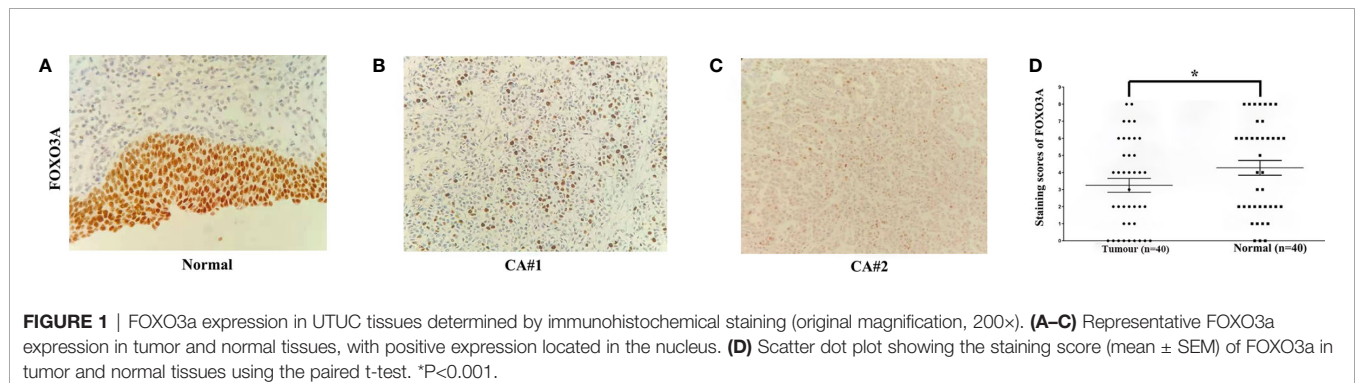 A
B
C
D
FOXO3A
Normal
CA#1
CA#2
*
Staining scores of FOXO3A
9
8
7
6
5
4
3
2
1
0
Tumour (n=40)
Normal (n=40)
FIGURE 1 | FOXO3a expression in UTUC tissues determined by immunohistochemical staining (original magnification, 200×). (A–C) Representative FOXO3a
expression in tumor and normal tissues, with positive expression located in the nucleus. (D) Scatter dot plot showing the staining score (mean ± SEM) of FOXO3a in
tumor and normal tissues using the paired t-test. *P<0.001.